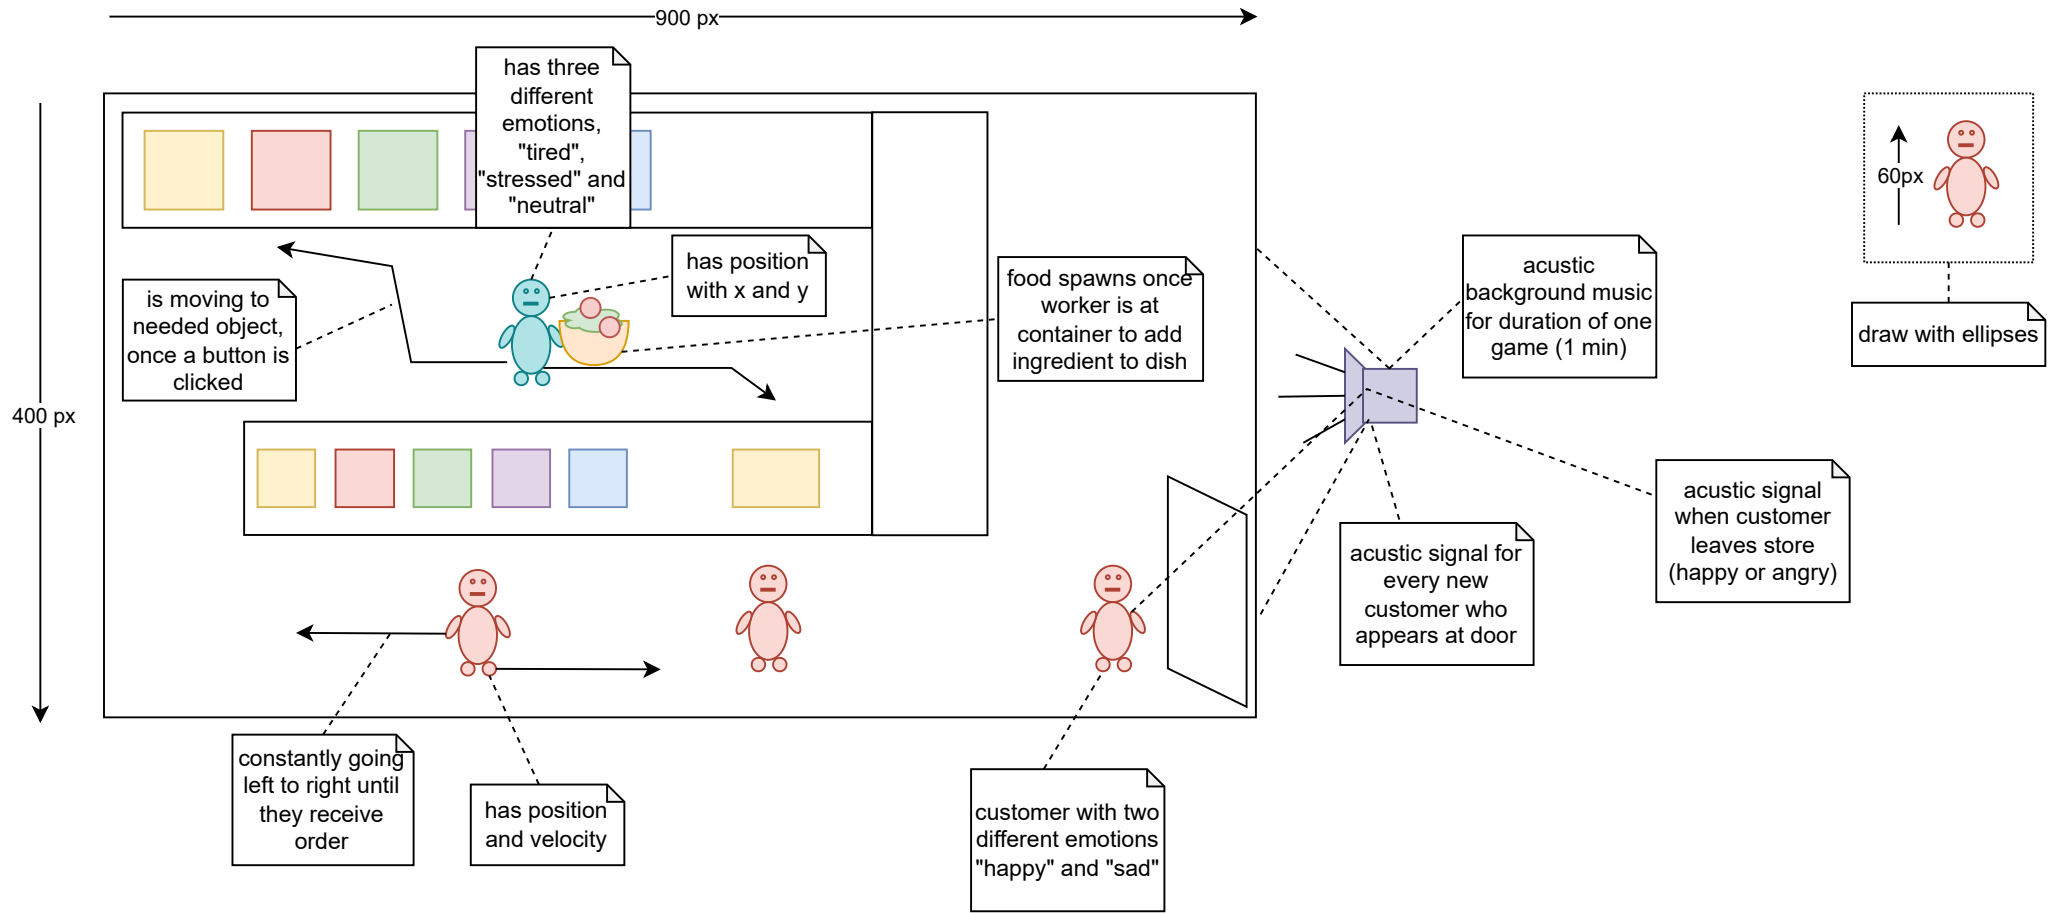 900 px
has three
different
emotions,
"tired",
"stressed" and
"neutral"
60px
draw with ellipses
400 px
is moving to
needed object,
once a button is
clicked
has position
with x and y
food spawns once
worker is at
container to add
ingredient to dish
acustic
background music
for duration of one
game (1 min)
acustic signal
when customer
leaves store
(happy or angry)
acustic signal for
every new
customer who
appears at door
constantly going
left to right until
they receive
order
has position
and velocity
customer with two
different emotions
"happy" and "sad"